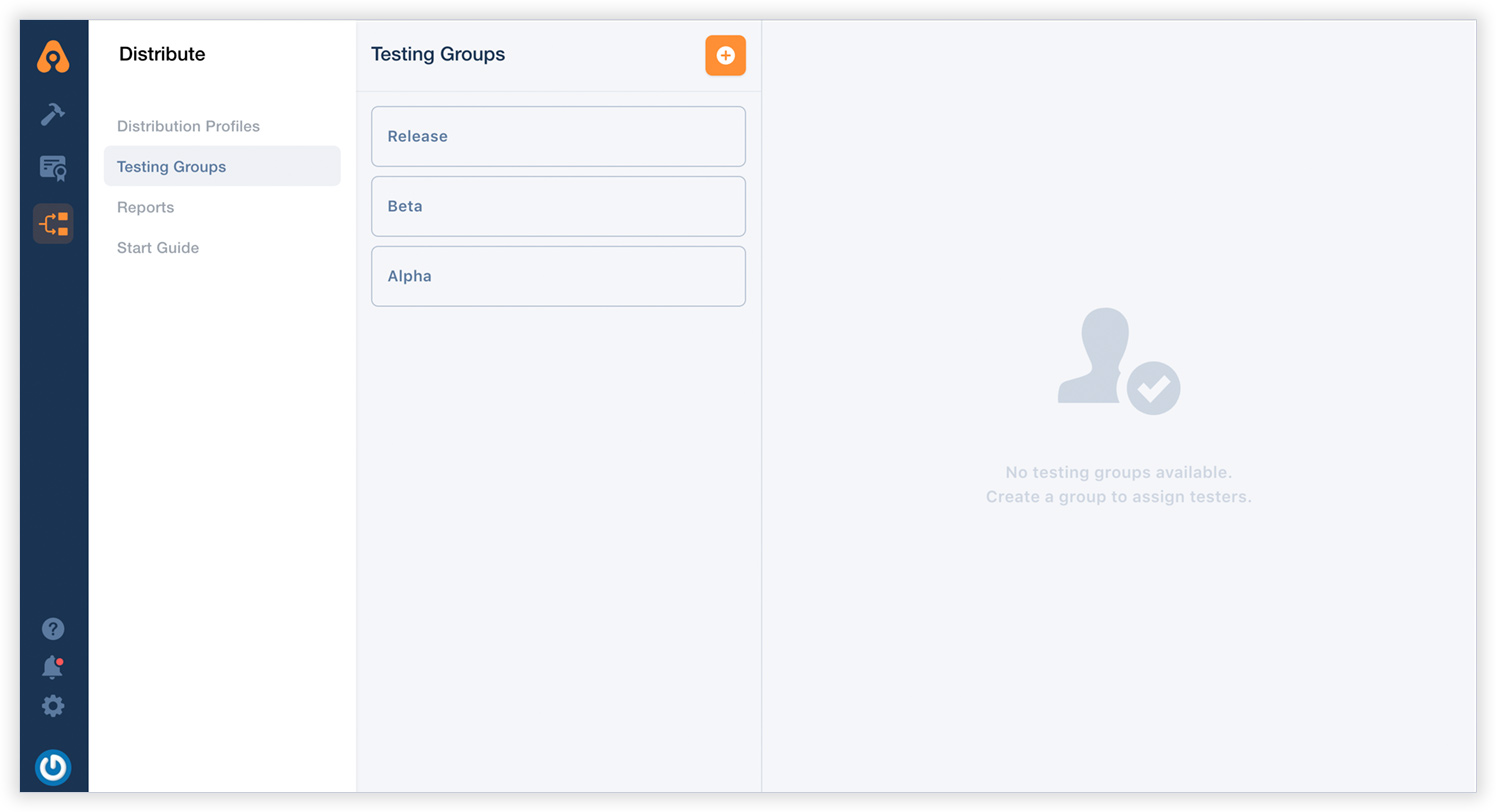 Distribute
Distribution Profiles
Testing Groups
Reports
Start Guide
Testing Groups
Release
Beta
Alpha
No testing groups available.
Create a group to assign testers.